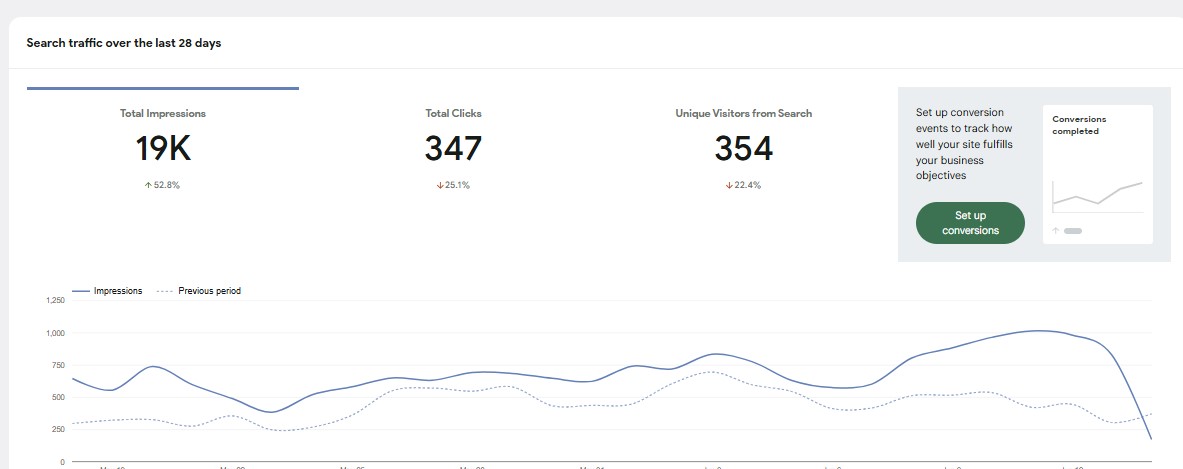 Search traffic over the last 28 days
Total Impressions
19K
↑ 52.8%
Total Clicks
347
↓ 25.1%
Unique Visitors from Search
354
↓ 22.4%
Set up conversion
events to track how
well your site fulfills
your business
objectives
Set up
conversions
Conversions
completed
Impressions
Previous period
1,250
1,000
750
500
250
0